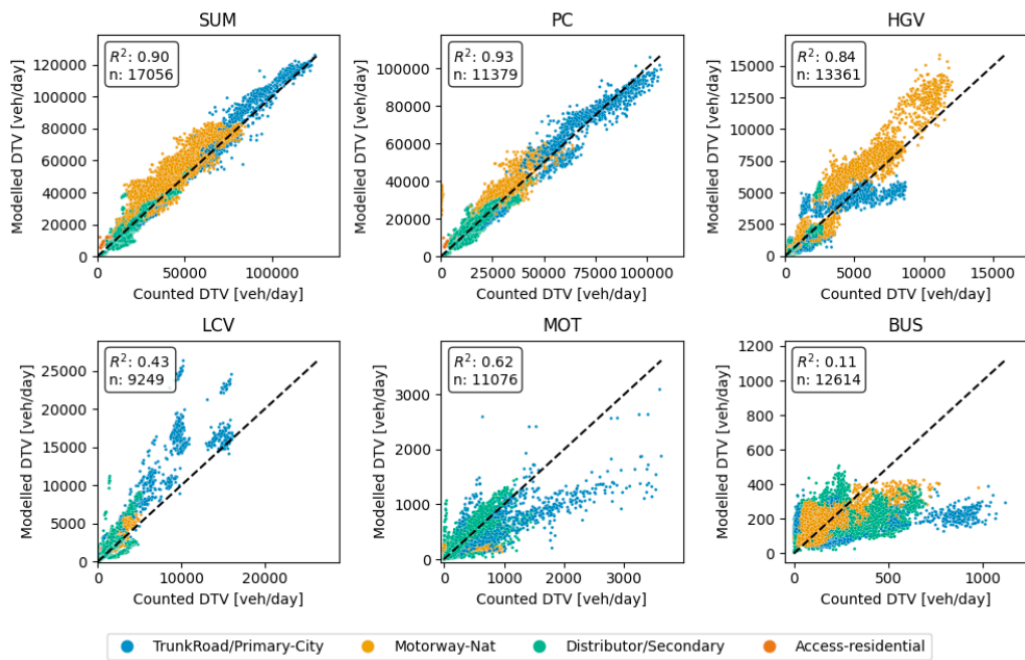 SUM
R²: 0.90
n: 17056
120000
100000
80000
60000
40000
20000
0
0
50000
100000
Modelled DTV [veh/day]
Counted DTV [veh/day]
PC
R²: 0.93
n: 11379
100000
80000
60000
40000
20000
0
0
25000
50000
75000
100000
Modelled DTV [veh/day]
Counted DTV [veh/day]
HGV
R²: 0.84
n: 13361
15000
12500
10000
7500
5000
2500
0
0
5000
10000
15000
Modelled DTV [veh/day]
Counted DTV [veh/day]
LCV
R²: 0.43
n: 9249
25000
20000
15000
10000
5000
0
0
10000
20000
Modelled DTV [veh/day]
Counted DTV [veh/day]
MOT
R²: 0.62
n: 11076
3000
2000
1000
0
0
1000
2000
3000
Modelled DTV [veh/day]
Counted DTV [veh/day]
BUS
R²: 0.11
n: 12614
1200
1000
800
600
400
200
0
0
500
1000
Modelled DTV [veh/day]
Counted DTV [veh/day]
TrunkRoad/Primary-City
Motorway-Nat
Distributor/Secondary
Access-residential